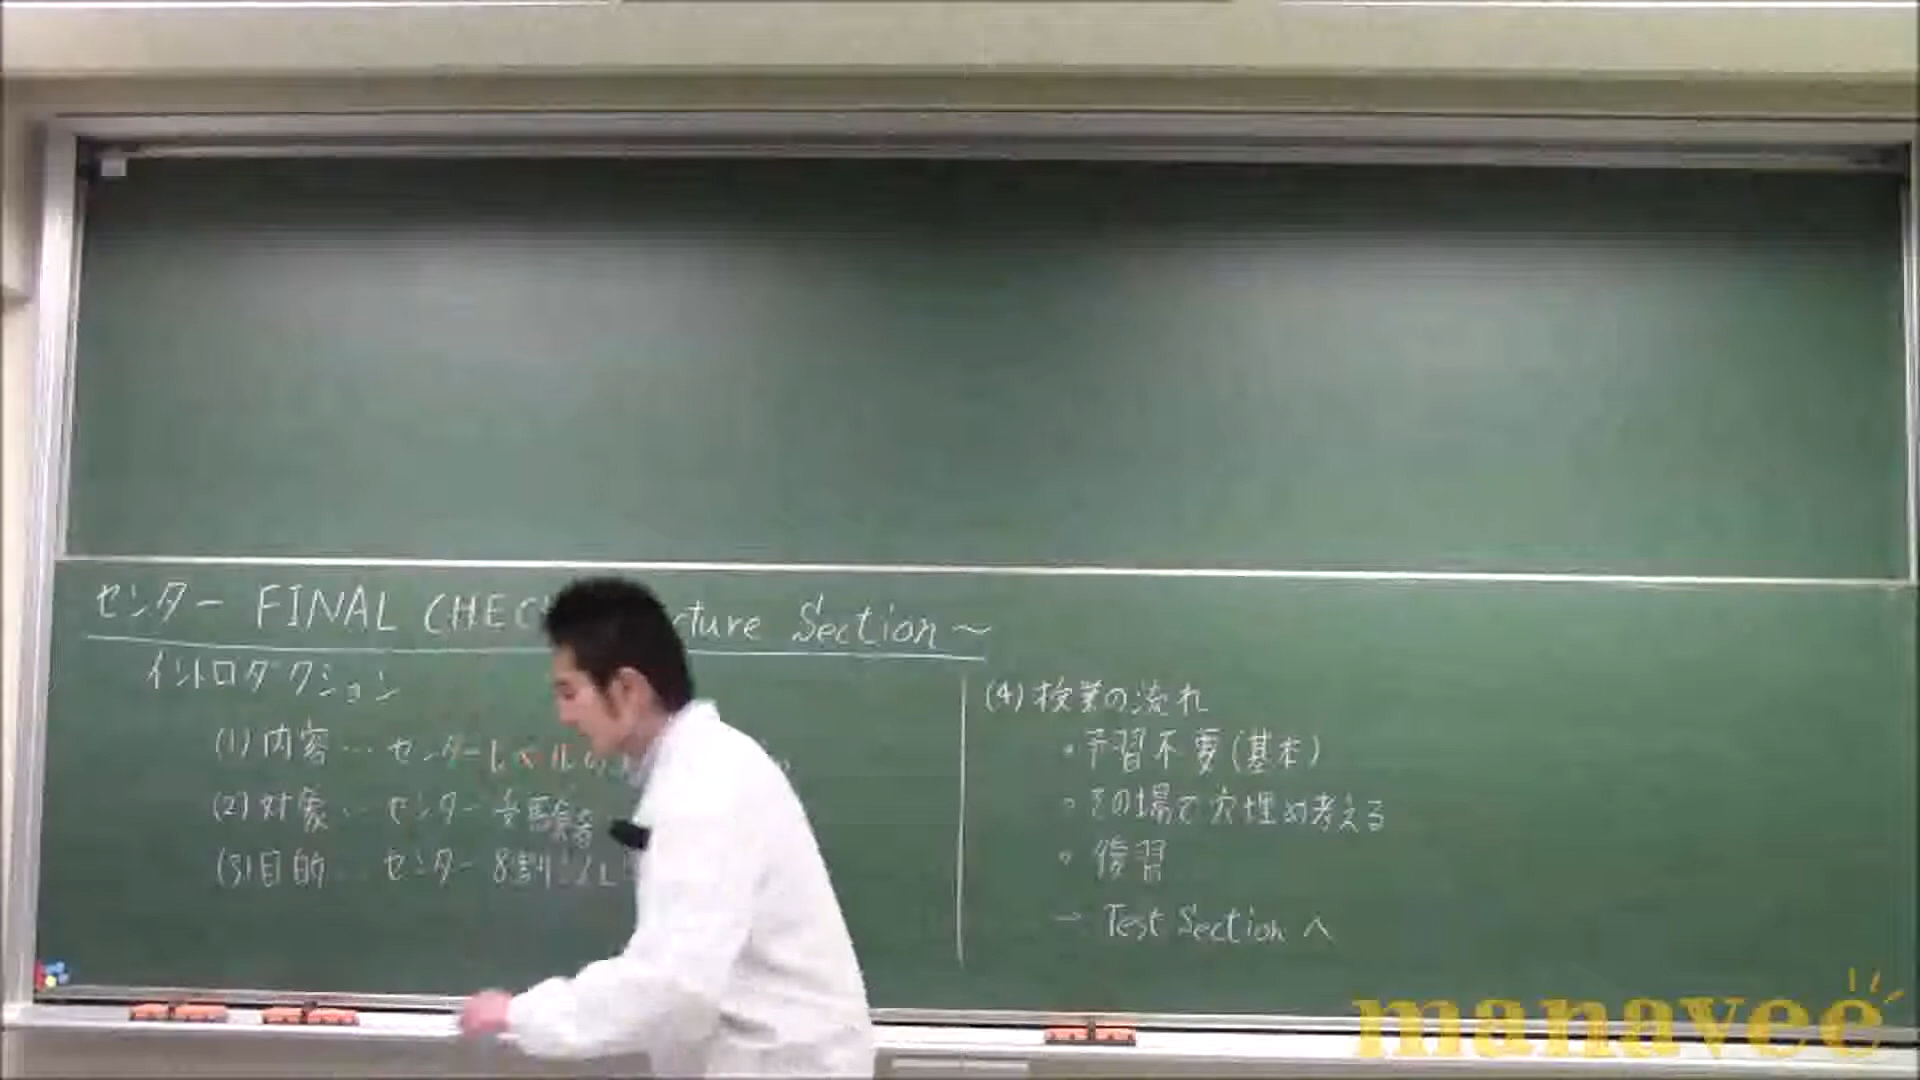 センター FINAL CHEC cture Section～
イントロダクション
(1) 内容… センターレベルの
(2) 対象… センター受験者
(3) 目的… センター8割
(4) 授業の流れ
・予習不要(基本)
・その場で穴埋め考える
・復習
→ Test Section へ
manavee